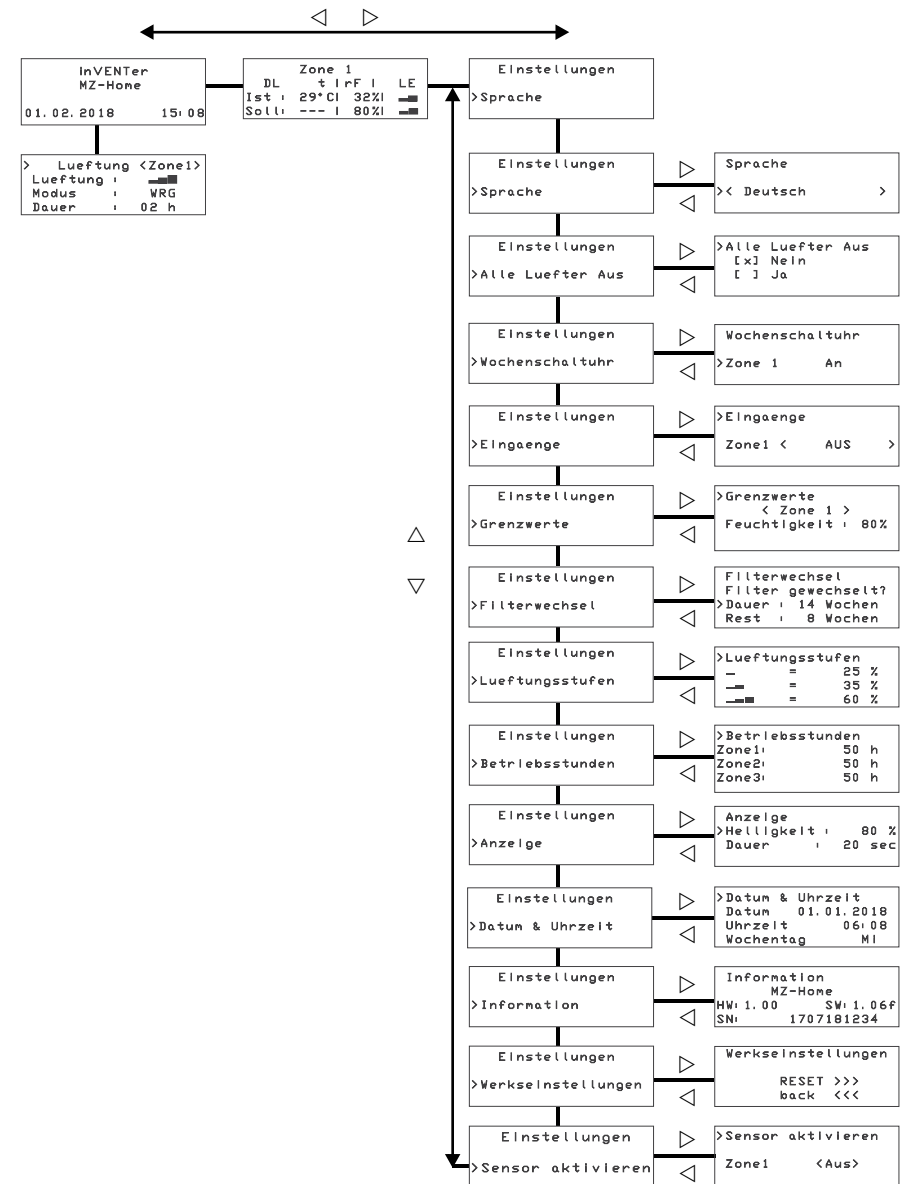 InVENTer
MZ-Home
01.02.2018 15:08
Zone 1
DL t |rF | LE
Ist : 29°C| 32%|
Soll: --- | 80%|
Einstellungen
>Sprache
> Lueftung <Zone1>
Lueftung :
Modus : WRG
Dauer : 02 h
Einstellungen
>Sprache
Sprache
>< Deutsch >
Einstellungen
>Alle Luefter Aus
>Alle Luefter Aus
[x] Nein
[ ] Ja
Einstellungen
>Wochenschaltuhr
Wochenschaltuhr
>Zone 1 An
Einstellungen
>Eingaenge
>Eingaenge
Zone1 < AUS >
Einstellungen
>Grenzwerte
>Grenzwerte
< Zone 1 >
Feuchtigkeit : 80%
Einstellungen
>Filterwechsel
Filterwechsel
Filter gewechselt?
>Dauer : 14 Wochen
Rest : 8 Wochen
Einstellungen
>Lueftungsstufen
>Lueftungsstufen
= 25 %
= 35 %
= 60 %
Einstellungen
>Betriebsstunden
>Betriebsstunden
Zone1: 50 h
Zone2: 50 h
Zone3: 50 h
Einstellungen
>Anzeige
Anzeige
>Helligkeit : 80 %
Dauer : 20 sec
Einstellungen
>Datum & Uhrzeit
>Datum & Uhrzeit
Datum 01.01.2018
Uhrzeit 06:08
Wochentag Mi
Einstellungen
>Information
Information
MZ-Home
HW: 1.00 SW: 1.06f
SN: 1707181234
Einstellungen
>Werkseinstellungen
Werkseinstellungen
RESET >>>
back <<<
Einstellungen
>Sensor aktivieren
>Sensor aktivieren
Zone1 <Aus>